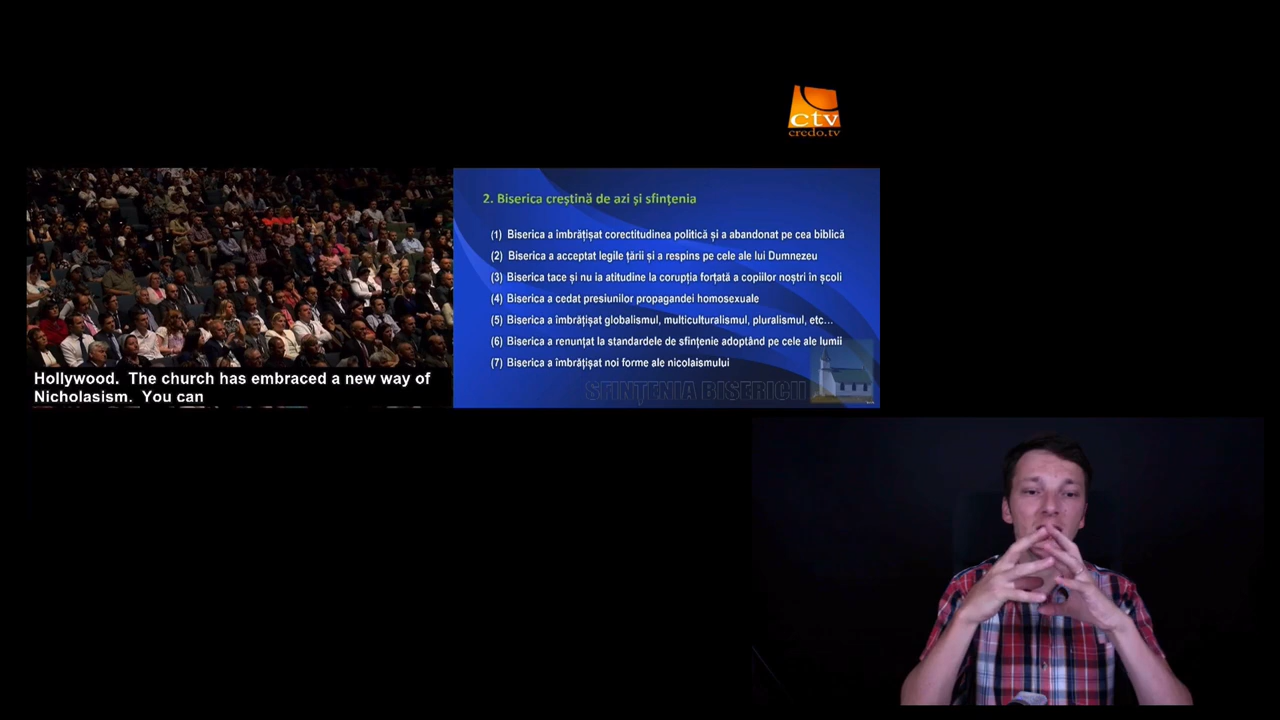 ctv
credo.tv
2. Biserica creștină de azi și sfințenia
(1) Biserica a îmbrățișat corectitudinea politică și a abandonat pe cea biblică
(2) Biserica a acceptat legile țării și a respins pe cele ale lui Dumnezeu
(3) Biserica tace și nu ia atitudine la corupția forțată a copiilor noștri în școli
(4) Biserica a cedat presiunilor propagandei homosexuale
(5) Biserica a îmbrățișat globalismul, multiculturalismul, pluralismul, etc...
(6) Biserica a renunțat la standardele de sfințenie adoptând pe cele ale lumii
(7) Biserica a îmbrățișat noi forme ale nicolaismului
SFINȚENIA BISERICII
Hollywood. The church has embraced a new way of
Nicholasism. You can